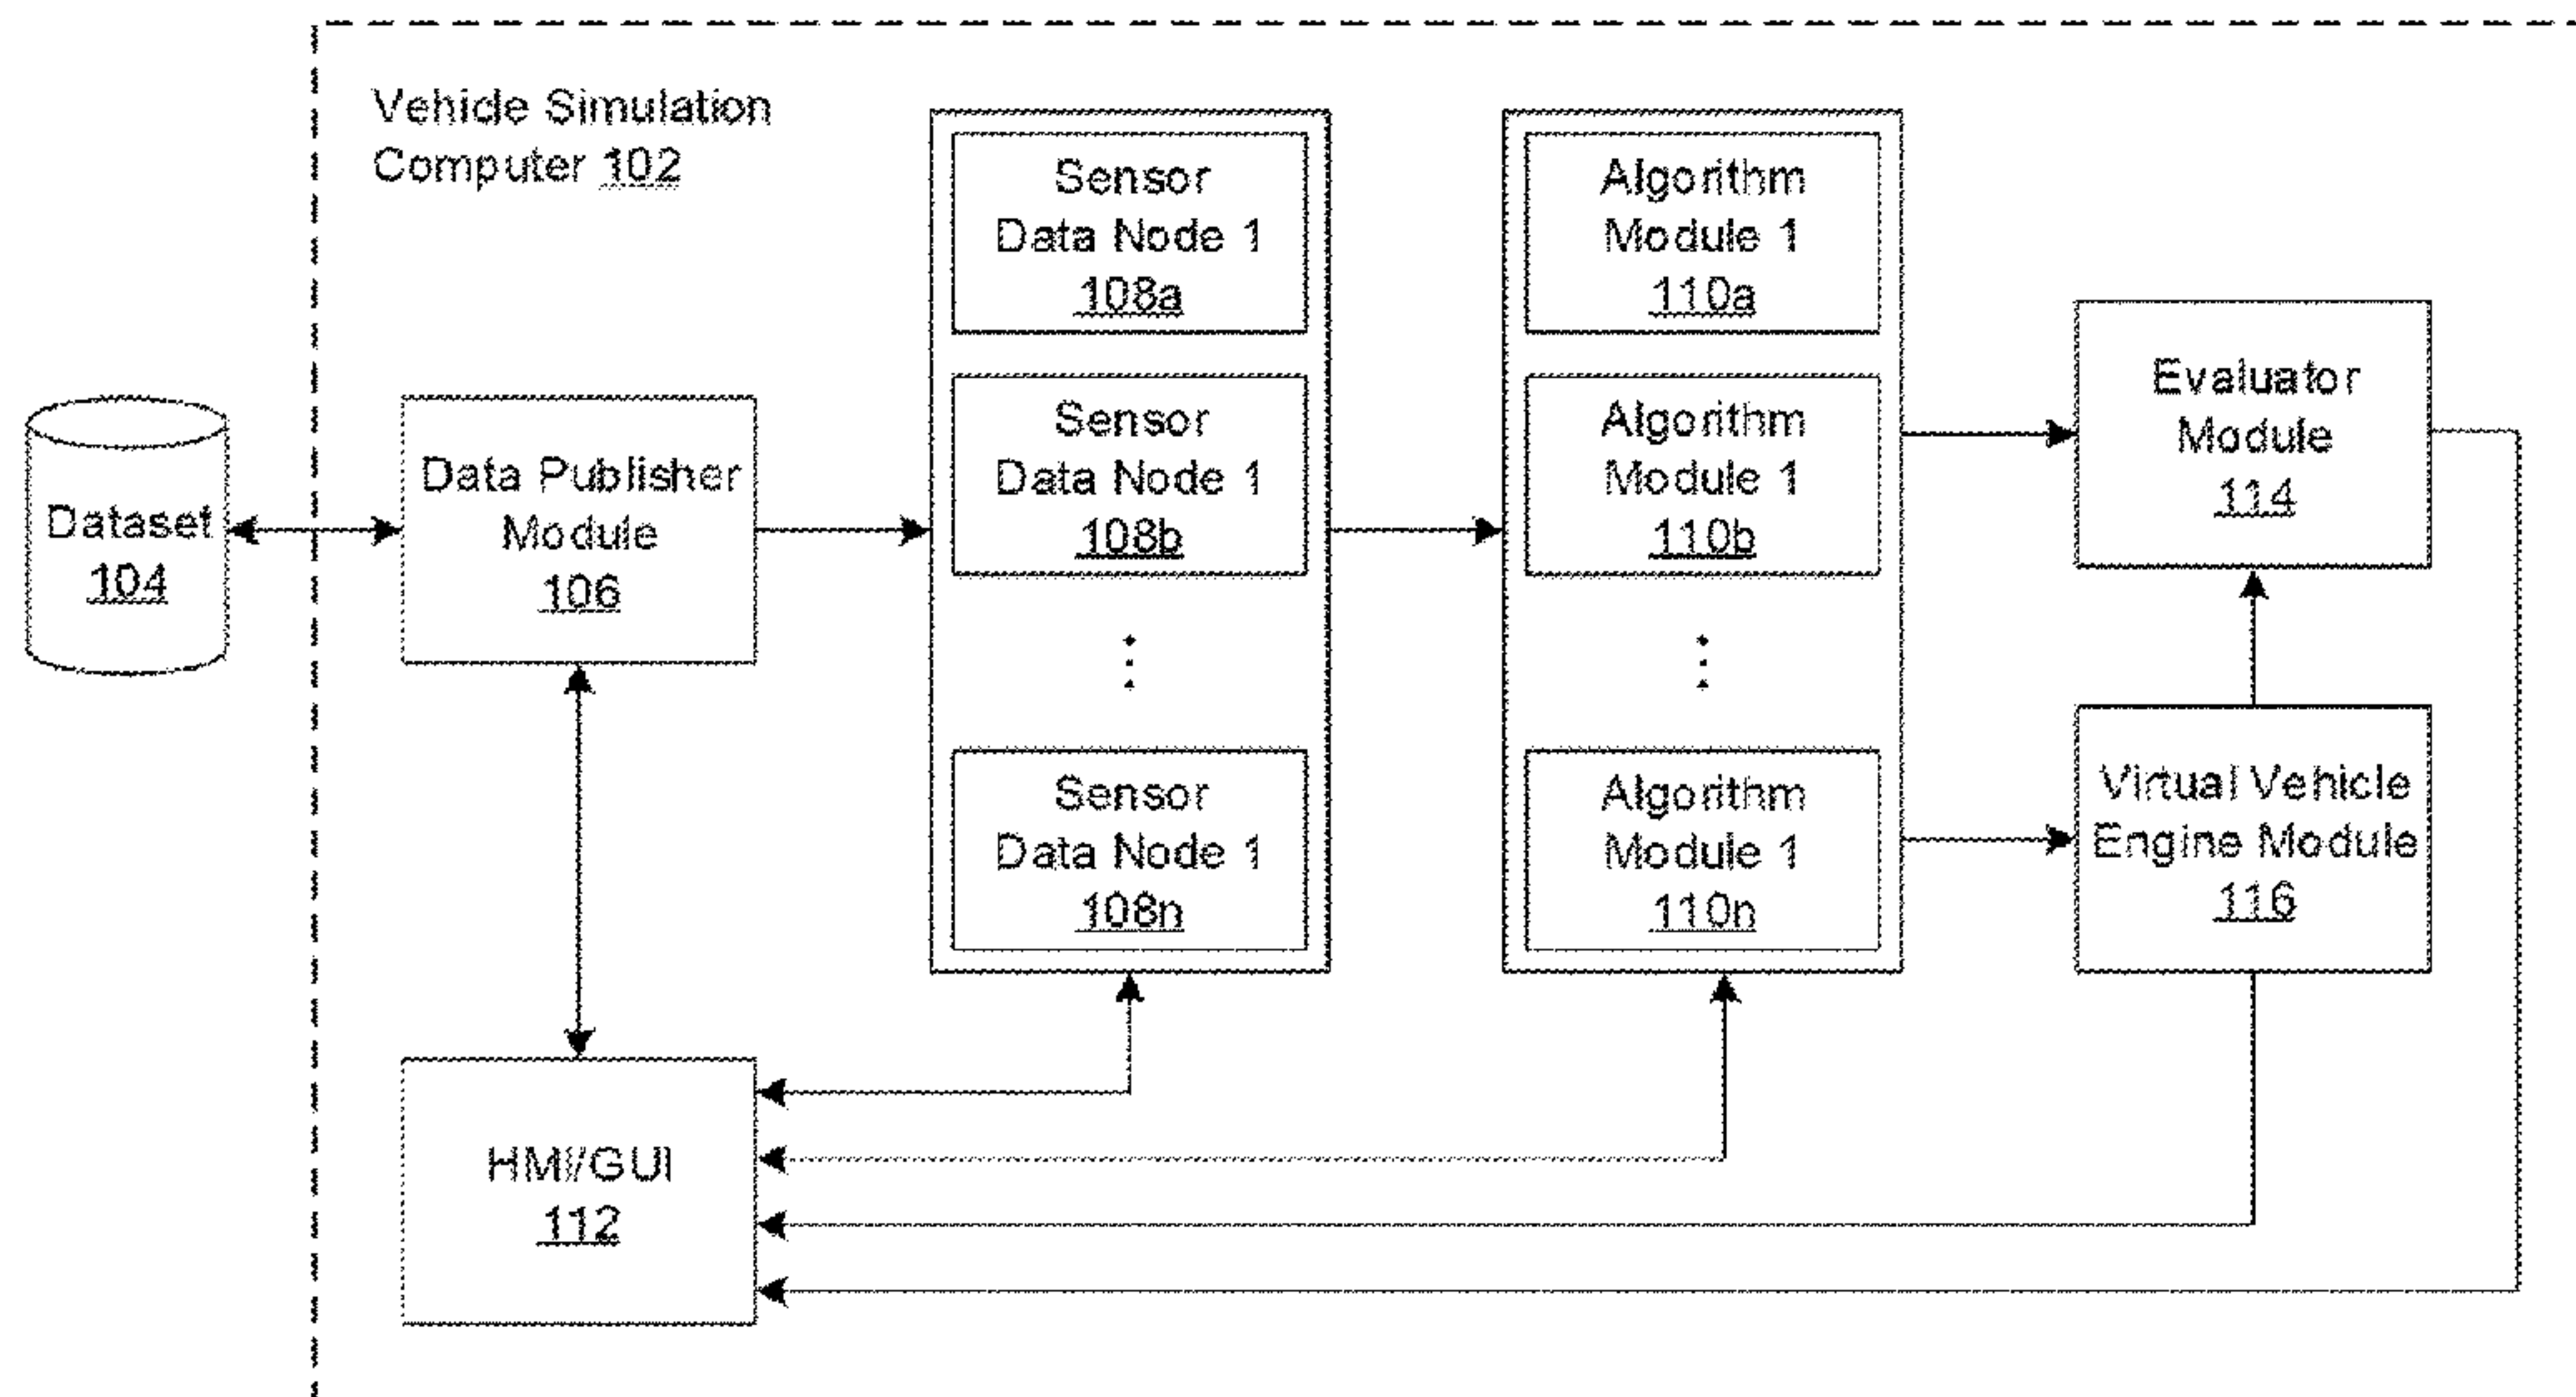 Vehicle Simulation
Computer 102
Dataset
104
Data Publisher
Module
106
Sensor
Data Node 1
108a
Sensor
Data Node 1
108b
Sensor
Data Node 1
108n
Algorithm
Module 1
110a
Algorithm
Module 1
110b
Algorithm
Module 1
110n
Evaluator
Module
114
Virtual Vehicle
Engine Module
116
HMI/GUI
112